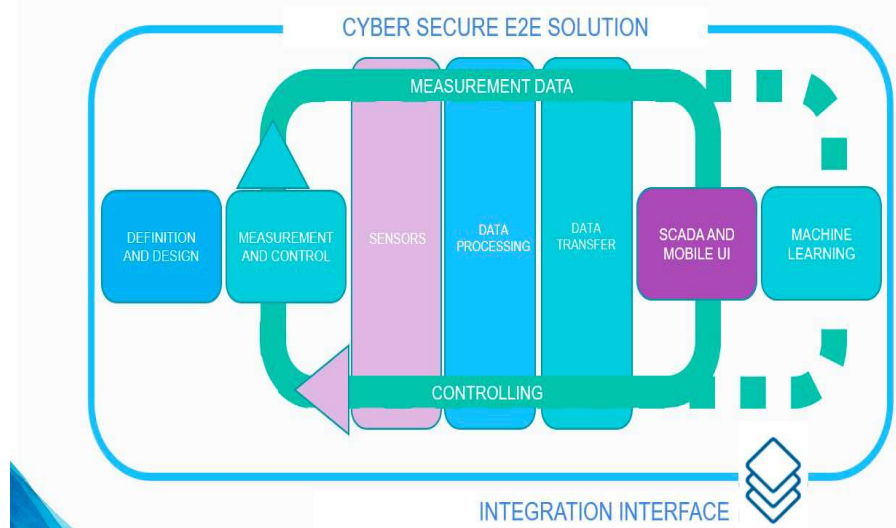 CYBER SECURE E2E SOLUTION
MEASUREMENT DATA
DEFINITION
AND DESIGN
MEASUREMENT
AND CONTROL
SENSORS
DATA
PROCESSING
DATA
TRANSFER
SCADA AND
MOBILE UI
MACHINE
LEARNING
CONTROLLING
INTEGRATION INTERFACE